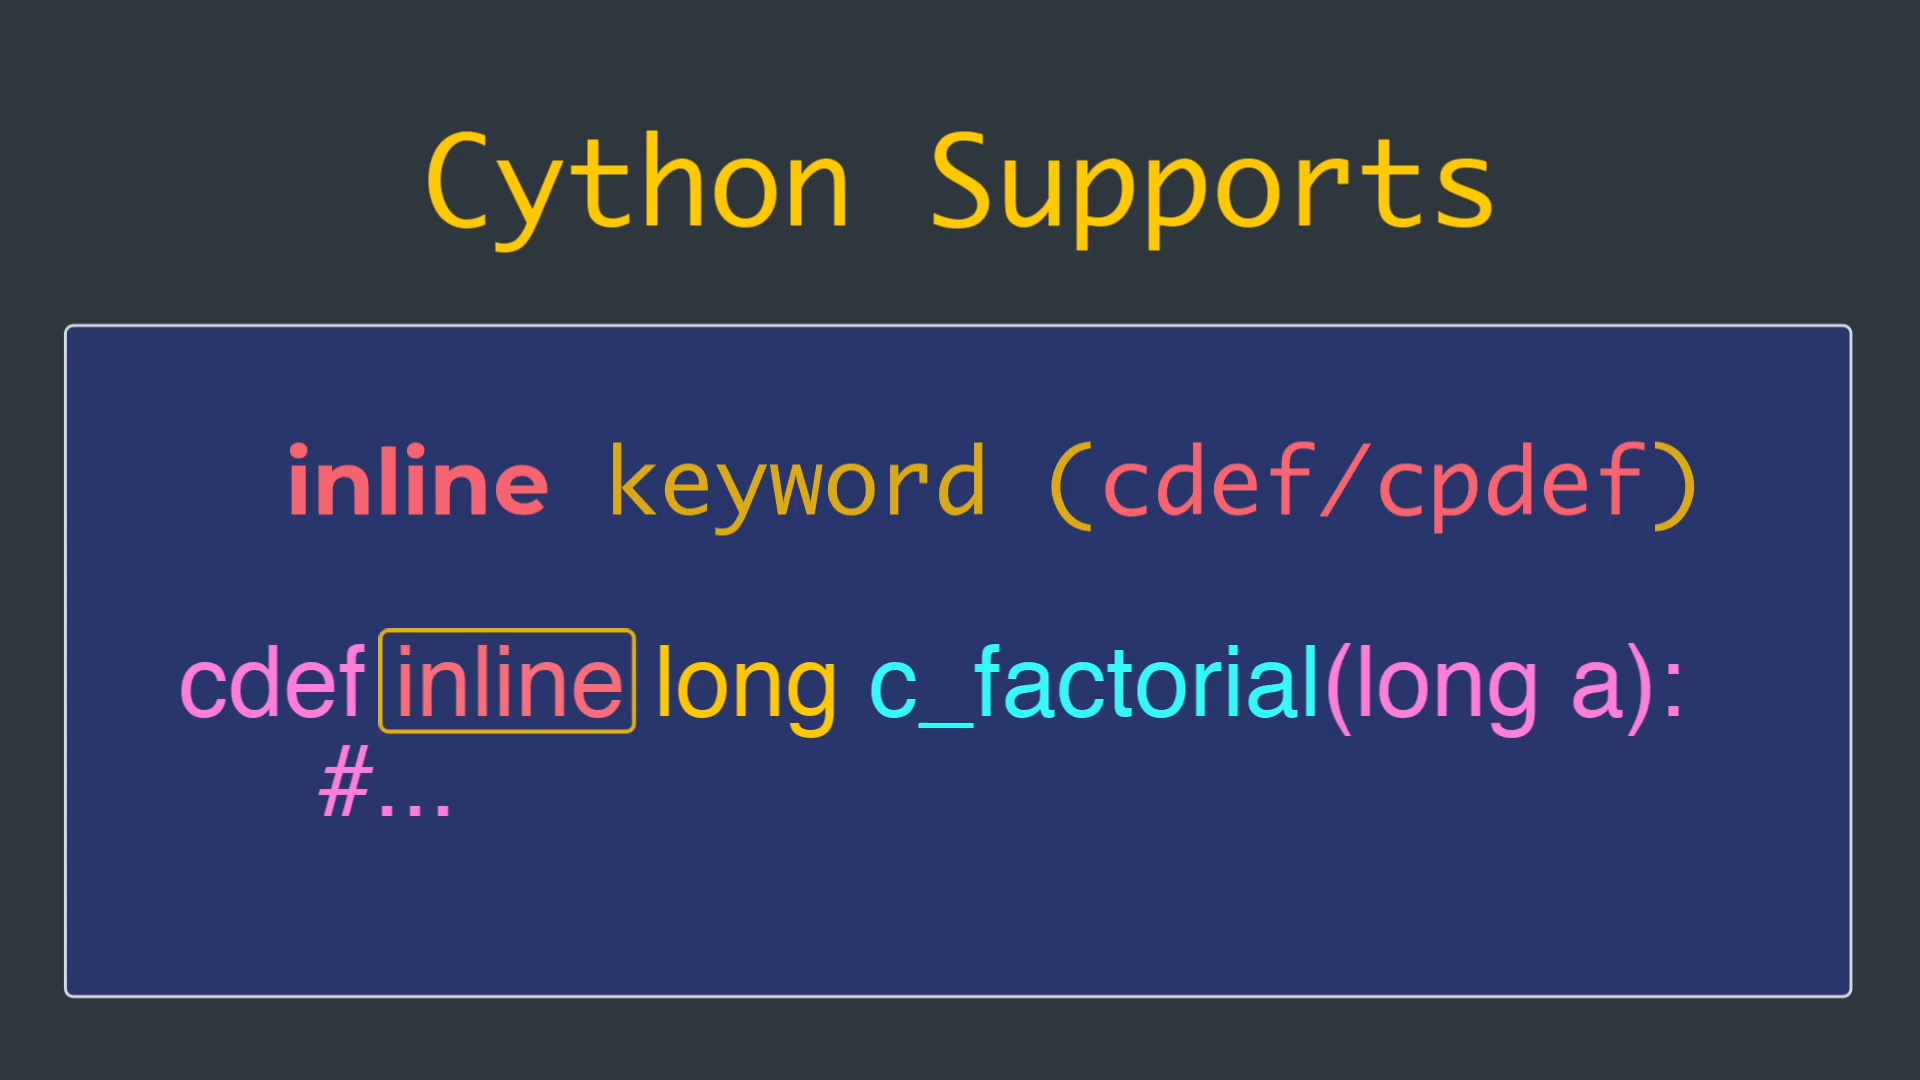 Cython Supports
inline keyword (cdef/cpdef)
cdef inline long c_factorial(long a):
#...